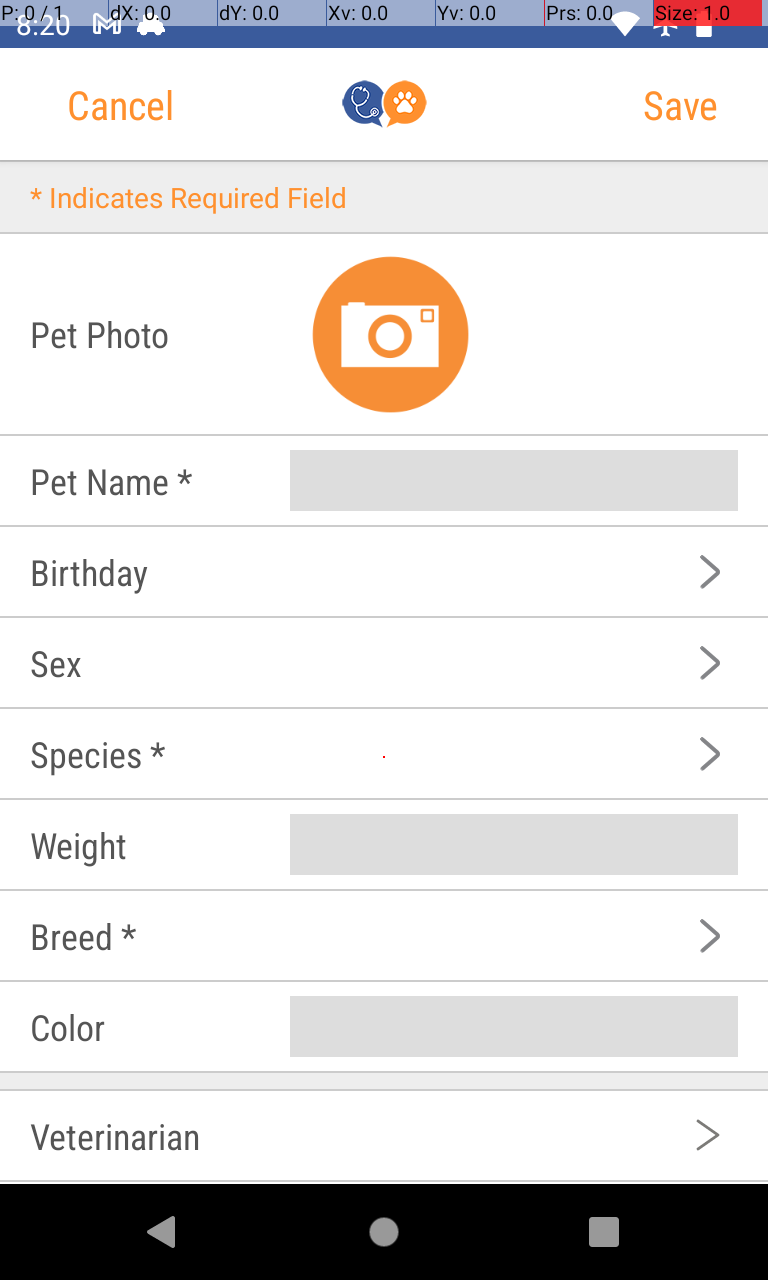 P: 0 / 1 dX: 0.0 dY: 0.0 Xv: 0.0 Yv: 0.0 Prs: 0.0 Size: 1.0
8:20
Cancel Save
* Indicates Required Field
Pet Photo
Pet Name *
Birthday
Sex
Species *
Weight
Breed *
Color
Veterinarian